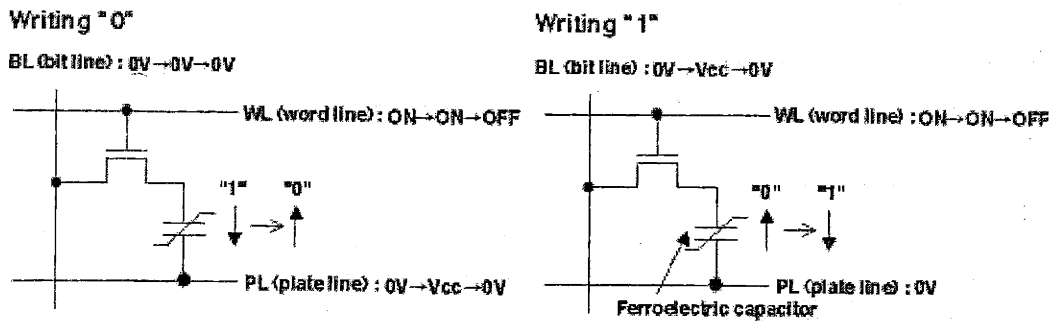 Writing "0"
BL (bit line) : 0V→0V→0V
WL (word line) : ON→ON→OFF
"1" "0"
PL (plate line) : 0V→Vcc→0V
Writing "1"
BL (bit line) : 0V→Vcc→0V
WL (word line) : ON→ON→OFF
"0" "1"
PL (plate line) : 0V
Ferroelectric capacitor